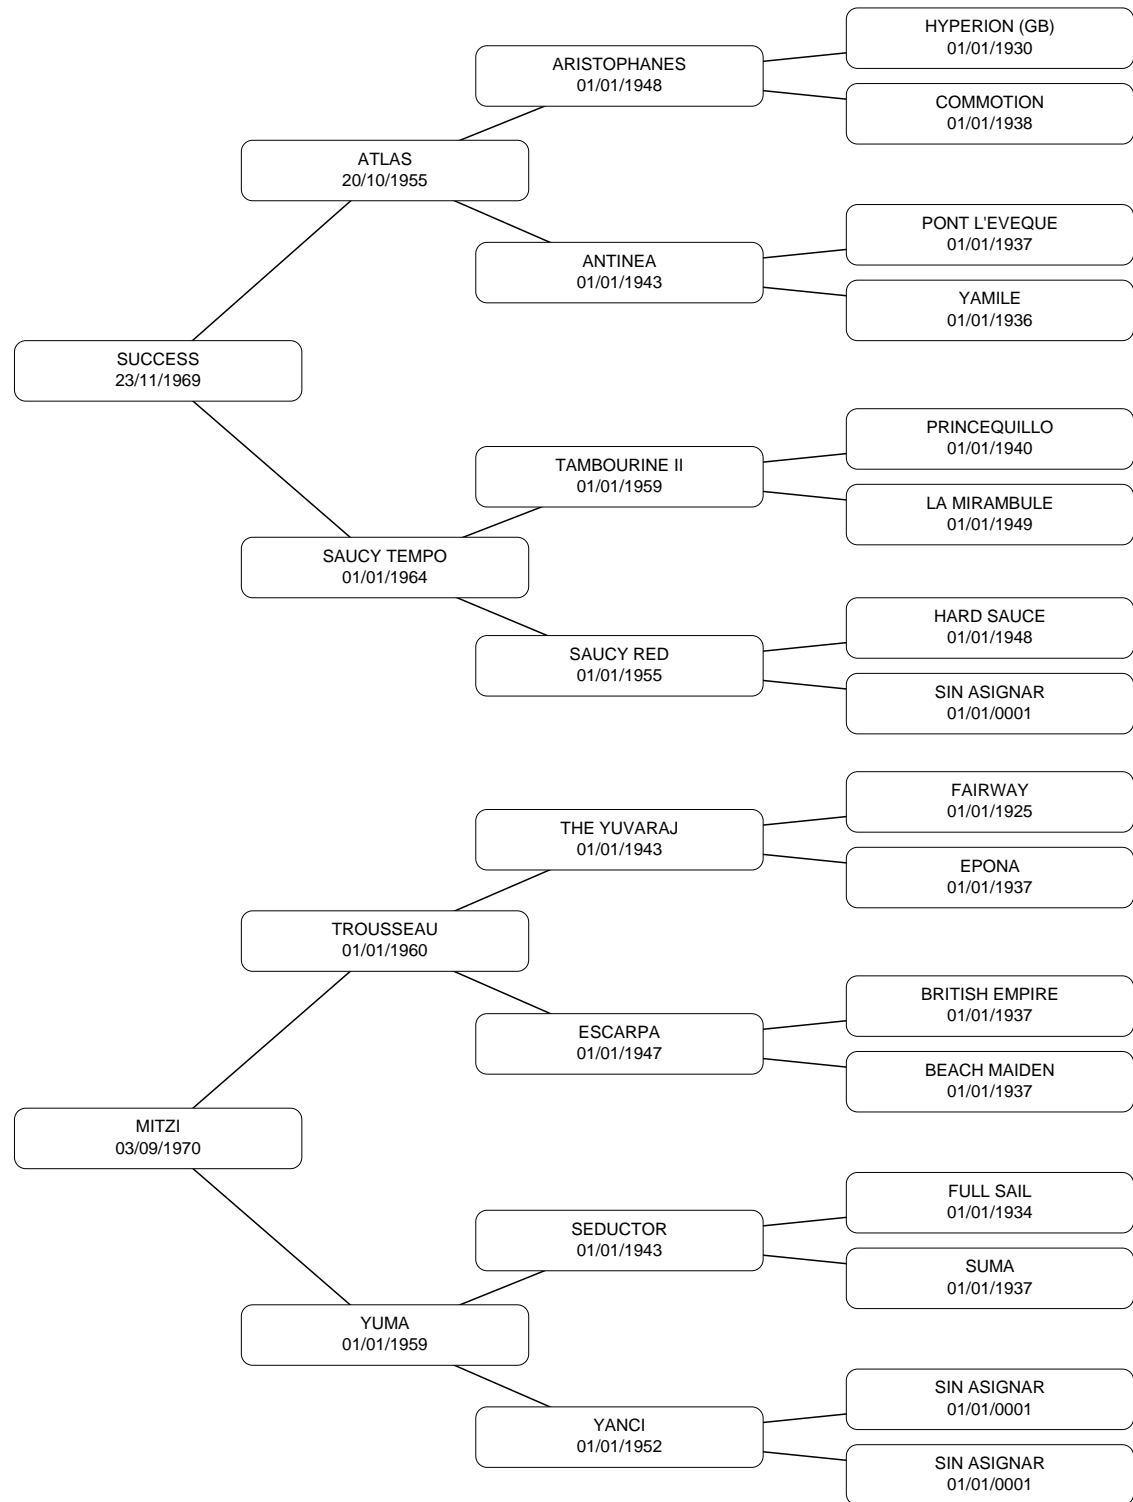 HYPERION (GB)
01/01/1930
ARISTOPHANES
01/01/1948
COMMOTION
01/01/1938
ATLAS
20/10/1955
PONT L'EVEQUE
01/01/1937
ANTINEA
01/01/1943
YAMILE
01/01/1936
SUCCESS
23/11/1969
PRINCEQUILLO
01/01/1940
TAMBOURINE II
01/01/1959
LA MIRAMBULE
01/01/1949
SAUCY TEMPO
01/01/1964
HARD SAUCE
01/01/1948
SAUCY RED
01/01/1955
SIN ASIGNAR
01/01/0001
FAIRWAY
01/01/1925
THE YUVARAJ
01/01/1943
EPONA
01/01/1937
TROUSSEAU
01/01/1960
BRITISH EMPIRE
01/01/1937
ESCARPA
01/01/1947
BEACH MAIDEN
01/01/1937
MITZI
03/09/1970
FULL SAIL
01/01/1934
SEDUCTOR
01/01/1943
SUMA
01/01/1937
YUMA
01/01/1959
SIN ASIGNAR
01/01/0001
YANCI
01/01/1952
SIN ASIGNAR
01/01/0001